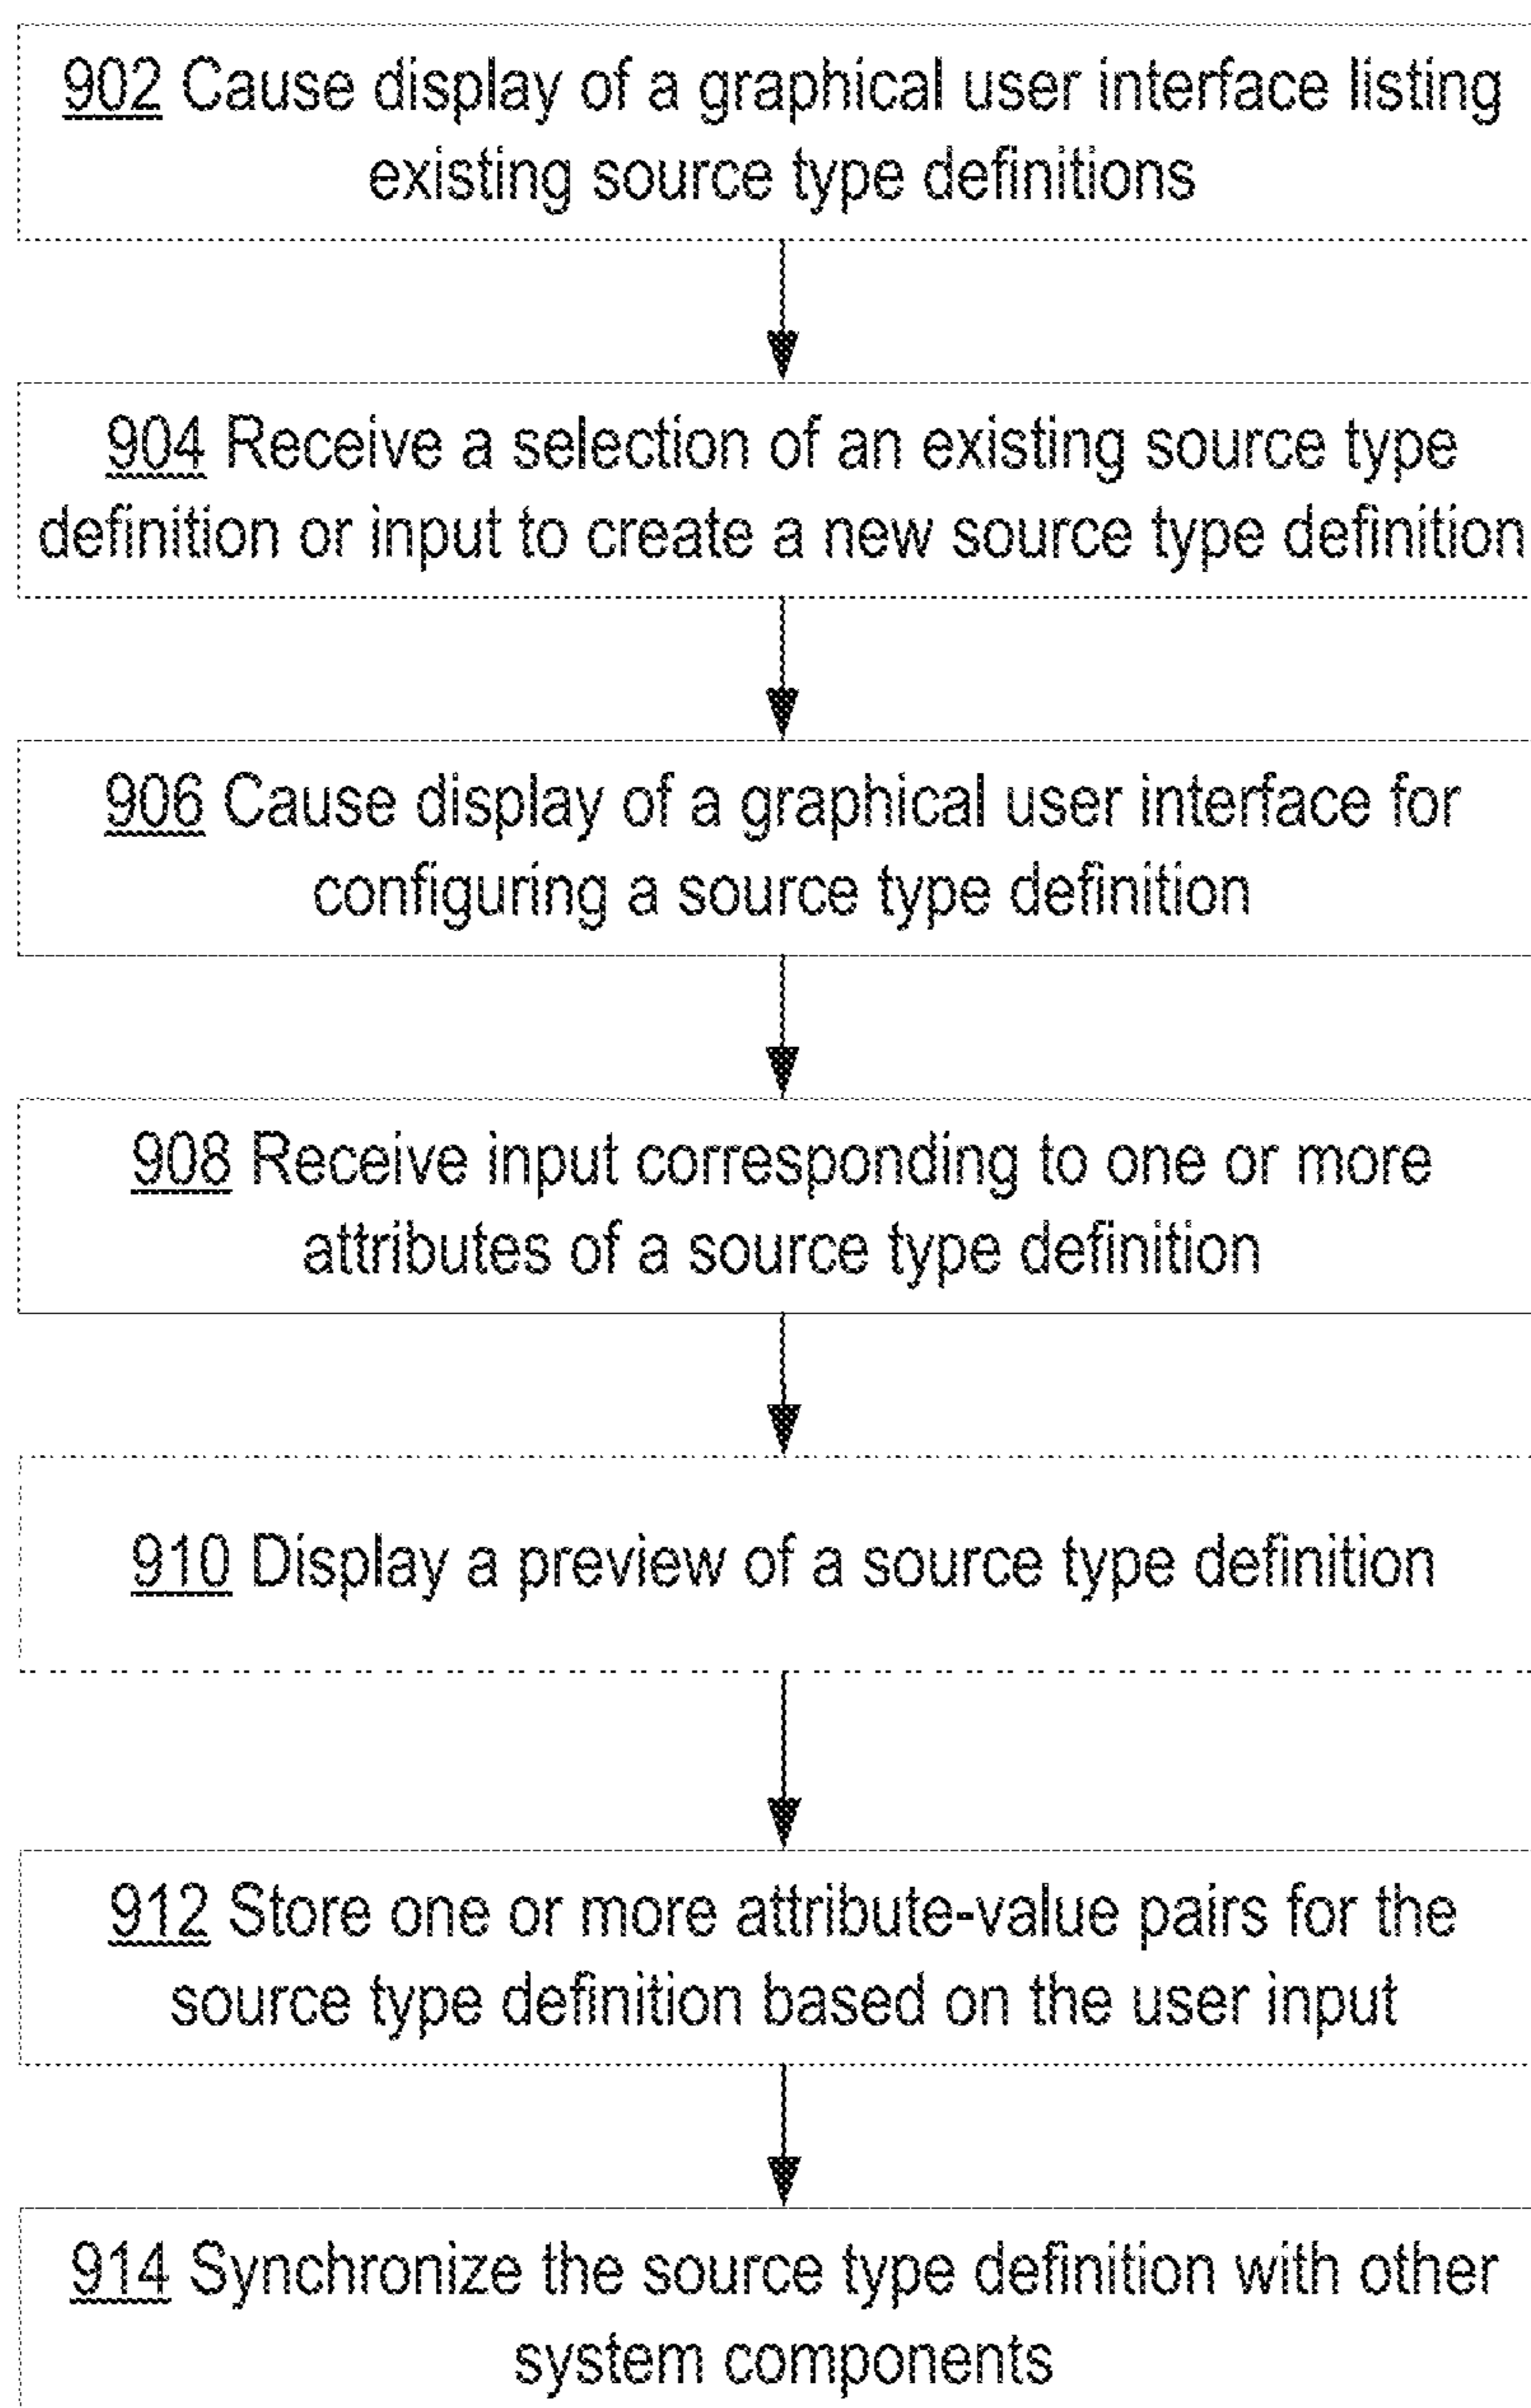 902 Cause display of a graphical user interface listing
existing source type definitions
904 Receive a selection of an existing source type
definition or input to create a new source type definition
906 Cause display of a graphical user interface for
configuring a source type definition
908 Receive input corresponding to one or more
attributes of a source type definition
910 Display a preview of a source type definition
912 Store one or more attribute-value pairs for the
source type definition based on the user input
914 Synchronize the source type definition with other
system components